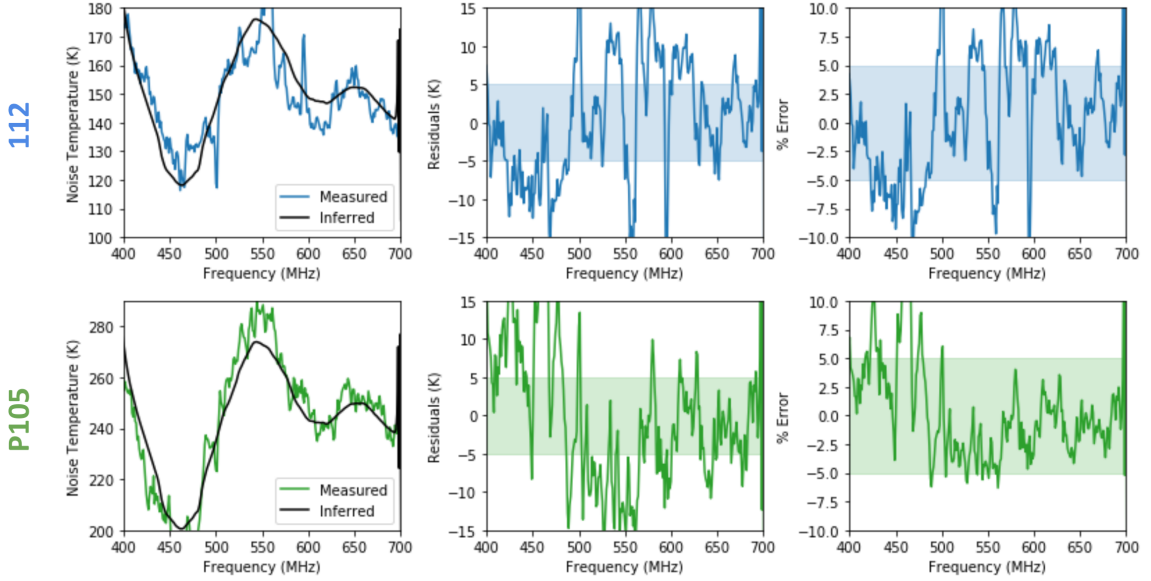 112
Noise Temperature (K)
180
170
160
150
140
130
120
110
100
Measured
Inferred
400 450 500 550 600 650 700
Frequency (MHz)
Residuals (K)
15
10
5
0
−5
−10
−15
400 450 500 550 600 650 700
Frequency (MHz)
% Error
10.0
7.5
5.0
2.5
0.0
−2.5
−5.0
−7.5
−10.0
400 450 500 550 600 650 700
Frequency (MHz)
P105
Noise Temperature (K)
280
260
240
220
200
Measured
Inferred
400 450 500 550 600 650 700
Frequency (MHz)
Residuals (K)
15
10
5
0
−5
−10
−15
400 450 500 550 600 650 700
Frequency (MHz)
% Error
10.0
7.5
5.0
2.5
0.0
−2.5
−5.0
−7.5
−10.0
400 450 500 550 600 650 700
Frequency (MHz)